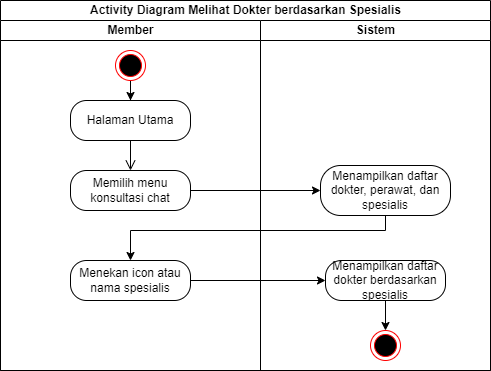 Activity Diagram Melihat Dokter berdasarkan Spesialis
Member
Sistem
Halaman Utama
Memilih menu
konsultasi chat
Menampilkan daftar
dokter, perawat, dan
spesialis
Menekan icon atau
nama spesialis
Menampilkan daftar
dokter berdasarkan
spesialis